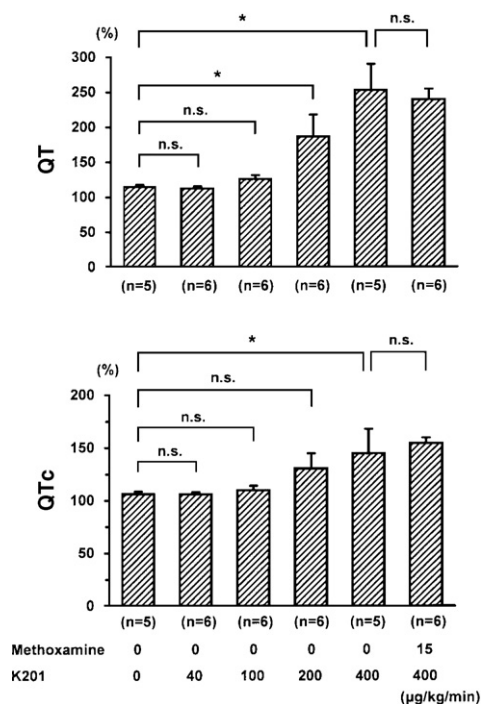 (%)
*
n.s.
300
250
*
QT
200
n.s.
150
n.s.
100
50
0
(n=5) (n=6) (n=6) (n=6) (n=5) (n=6)
*
n.s.
(%)
n.s.
200
n.s.
150
n.s.
QTc
100
50
0
(n=5) (n=6) (n=6) (n=6) (n=5) (n=6)
Methoxamine 0 0 0 0 0 15
K201 0 40 100 200 400 400
(μg/kg/min)